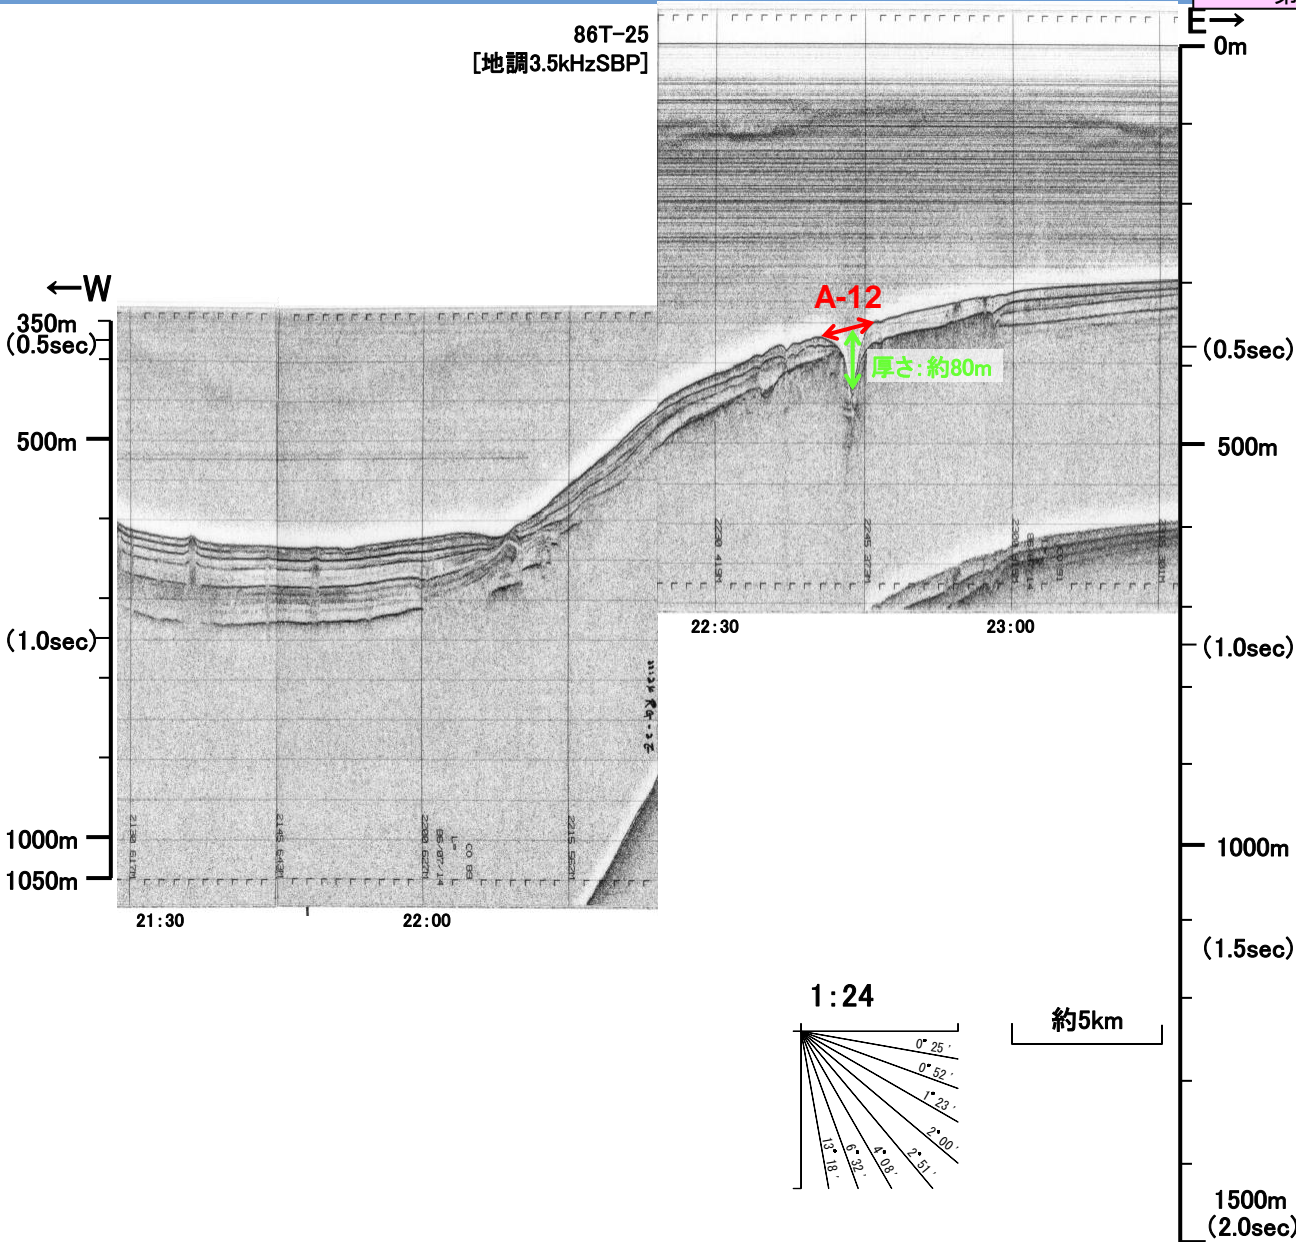 E→
0m
86T-25
[地調3.5kHzSBP]
←W
A-12
350m
(0.5sec)
(0.5sec)
厚さ:約80m
500m
500m
22:30
23:00
(1.0sec)
(1.0sec)
1000m
1000m
1050m
21:30
22:00
(1.5sec)
1:24
約5km
0° 25′
0° 52′
1° 23′
2° 00′
2° 51′
4° 08′
6° 32′
13° 18′
1500m
(2.0sec)